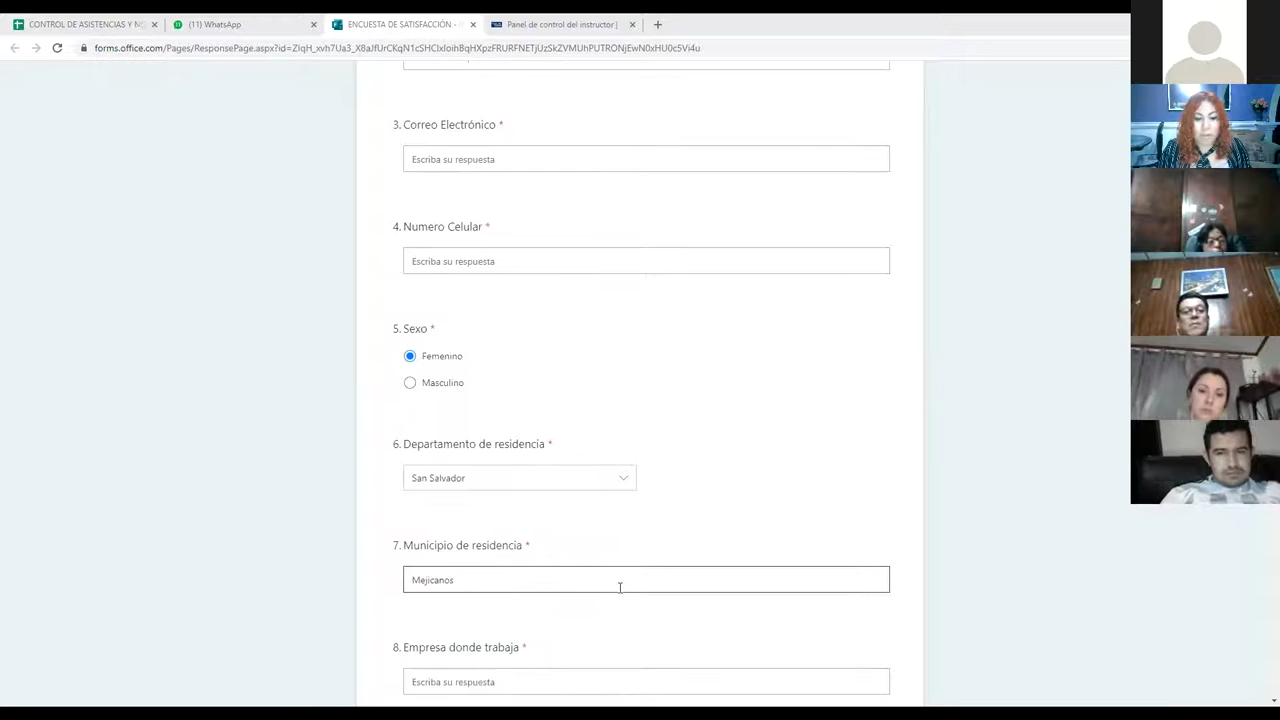 CONTROL DE ASISTENCIAS Y NO
(11) WhatsApp
ENCUESTA DE SATISFACCIÓN -
Panel de control del instructor |
3. Correo Electrónico *
Escriba su respuesta
4. Numero Celular *
Escriba su respuesta
5. Sexo *
Femenino
Masculino
6. Departamento de residencia *
San Salvador
7. Municipio de residencia *
Mejicanos
8. Empresa donde trabaja *
Escriba su respuesta